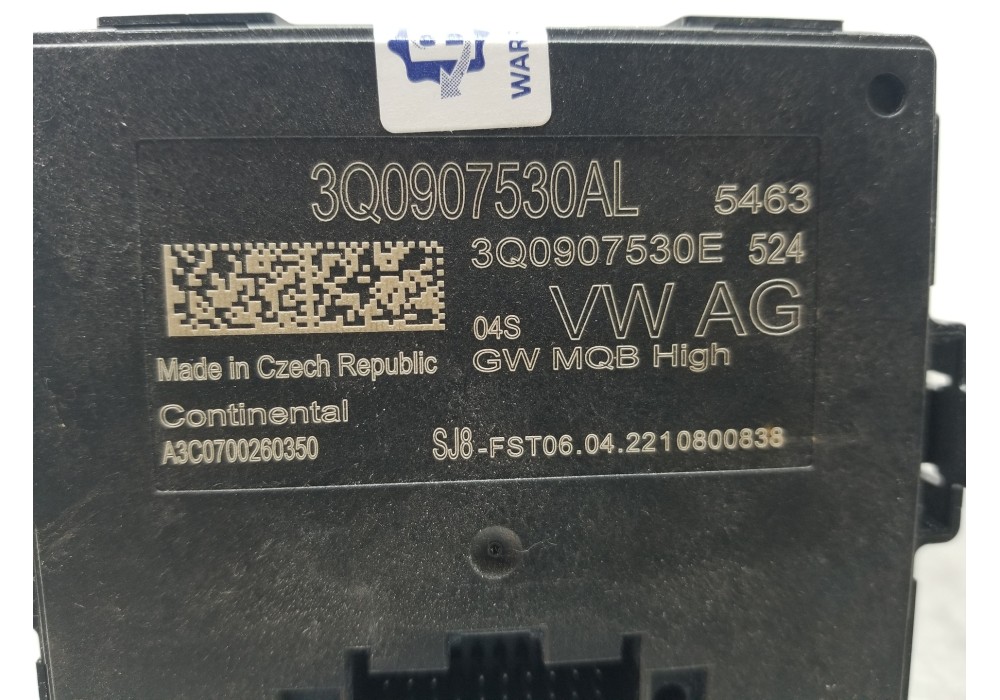 3Q0907530AL 5463
3Q0907530E 524
04S VW AG
GW MQB High
Made in Czech Republic
Continental
A3C0700260350 SJ8-FST06.04.2210800838